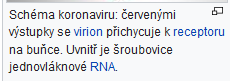 Schéma koronaviru: červenými
výstupky se virion přichycuje k receptoru
na buňce. Uvnitř je šroubovice
jednovláknové RNA.